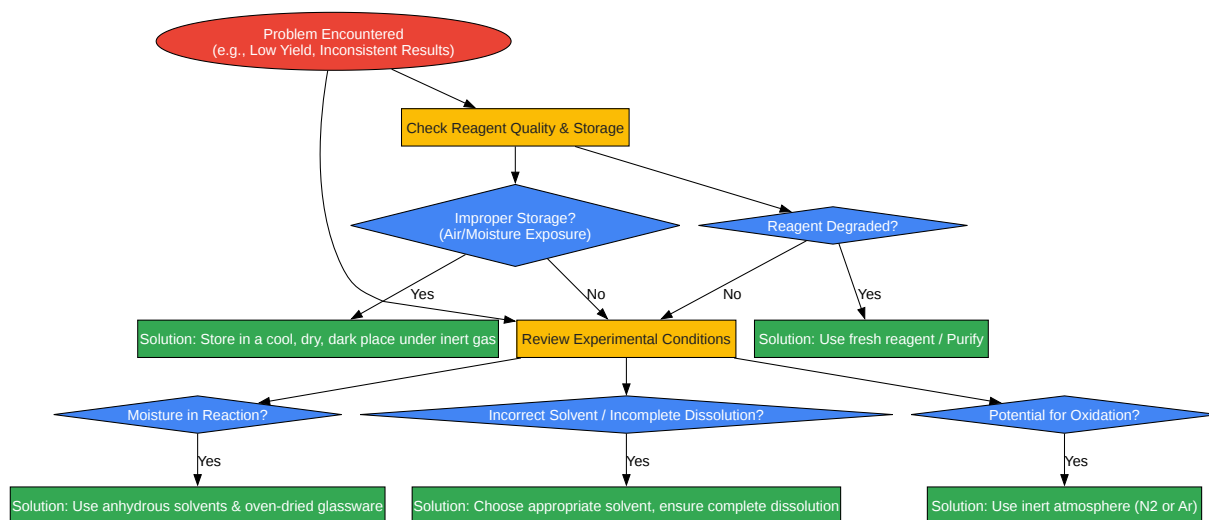 Problem Encountered
(e.g., Low Yield, Inconsistent Results)
Check Reagent Quality & Storage
Improper Storage?
(Air/Moisture Exposure)
Reagent Degraded?
Yes
No
No
Yes
Solution: Store in a cool, dry, dark place under inert gas
Review Experimental Conditions
Solution: Use fresh reagent / Purify
Moisture in Reaction?
Incorrect Solvent / Incomplete Dissolution?
Potential for Oxidation?
Yes
Yes
Yes
Solution: Use anhydrous solvents & oven-dried glassware
Solution: Choose appropriate solvent, ensure complete dissolution
Solution: Use inert atmosphere (N2 or Ar)